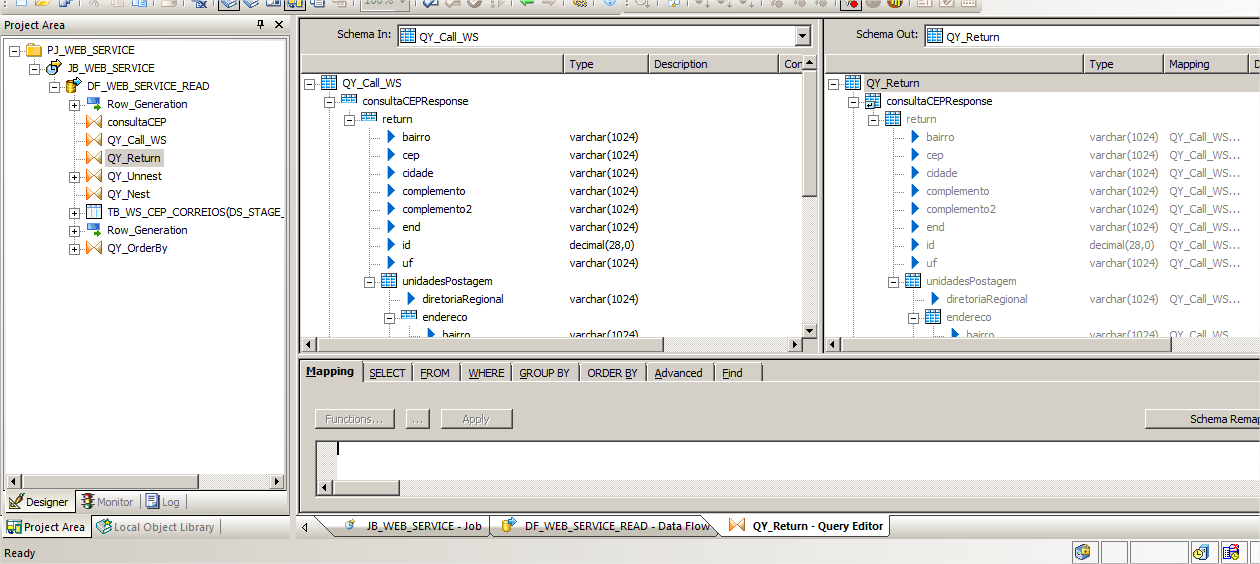 100%
Project Area
PJ_WEB_SERVICE
JB_WEB_SERVICE
DF_WEB_SERVICE_READ
Row_Generation
consultaCEP
QY_Call_WS
QY_Return
QY_Unnest
QY_Nest
TB_WS_CEP_CORREIOS(DS_STAGE_
Row_Generation
QY_OrderBy
Designer Monitor Log
Project Area Local Object Library
Ready
Schema In: QY_Call_WS
Type Description Con
QY_Call_WS
consultaCEPResponse
return
bairro varchar(1024)
cep varchar(1024)
cidade varchar(1024)
complemento varchar(1024)
complemento2 varchar(1024)
end varchar(1024)
id decimal(28,0)
uf varchar(1024)
unidadesPostagem
diretoriaRegional varchar(1024)
endereco
bairro varchar(1024)
Schema Out: QY_Return
Type Mapping D
QY_Return
consultaCEPResponse
return
bairro varchar(1024) QY_Call_WS...
cep varchar(1024) QY_Call_WS...
cidade varchar(1024) QY_Call_WS...
complemento varchar(1024) QY_Call_WS...
complemento2 varchar(1024) QY_Call_WS...
end varchar(1024) QY_Call_WS...
id decimal(28,0) QY_Call_WS...
uf varchar(1024) QY_Call_WS...
unidadesPostagem
diretoriaRegional varchar(1024) QY_Call_WS...
endereco
bairro varchar(1024) QY_Call_WS...
Mapping SELECT FROM WHERE GROUP BY ORDER BY Advanced Find
Functions... ... Apply Schema Remap
JB_WEB_SERVICE - Job DF_WEB_SERVICE_READ - Data Flow QY_Return - Query Editor